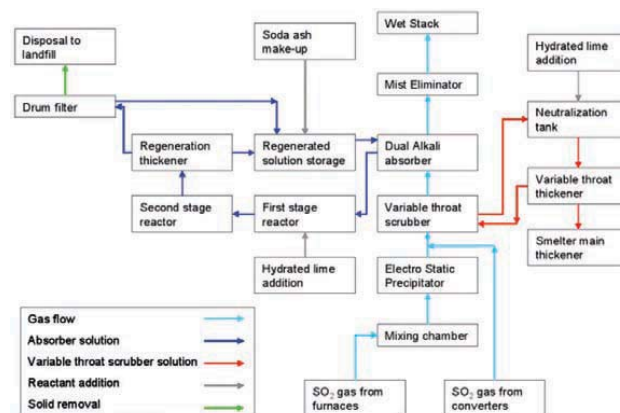 Wet Stack
Disposal to
landfill
Soda ash
make-up
Hydrated lime
addition
Mist Eliminator
Drum filter
Neutralization
tank
Regeneration
thickener
Regenerated
solution storage
Dual Alkali
absorber
Variable throat
thickener
Second stage
reactor
First stage
reactor
Variable throat
scrubber
Smelter main
thickener
Hydrated lime
addition
Electro Static
Precipitator
Mixing chamber
Gas flow
Absorber solution
Variable throat scrubber solution
Reactant addition
Solid removal
SO₂ gas from
furnaces
SO₂ gas from
converters